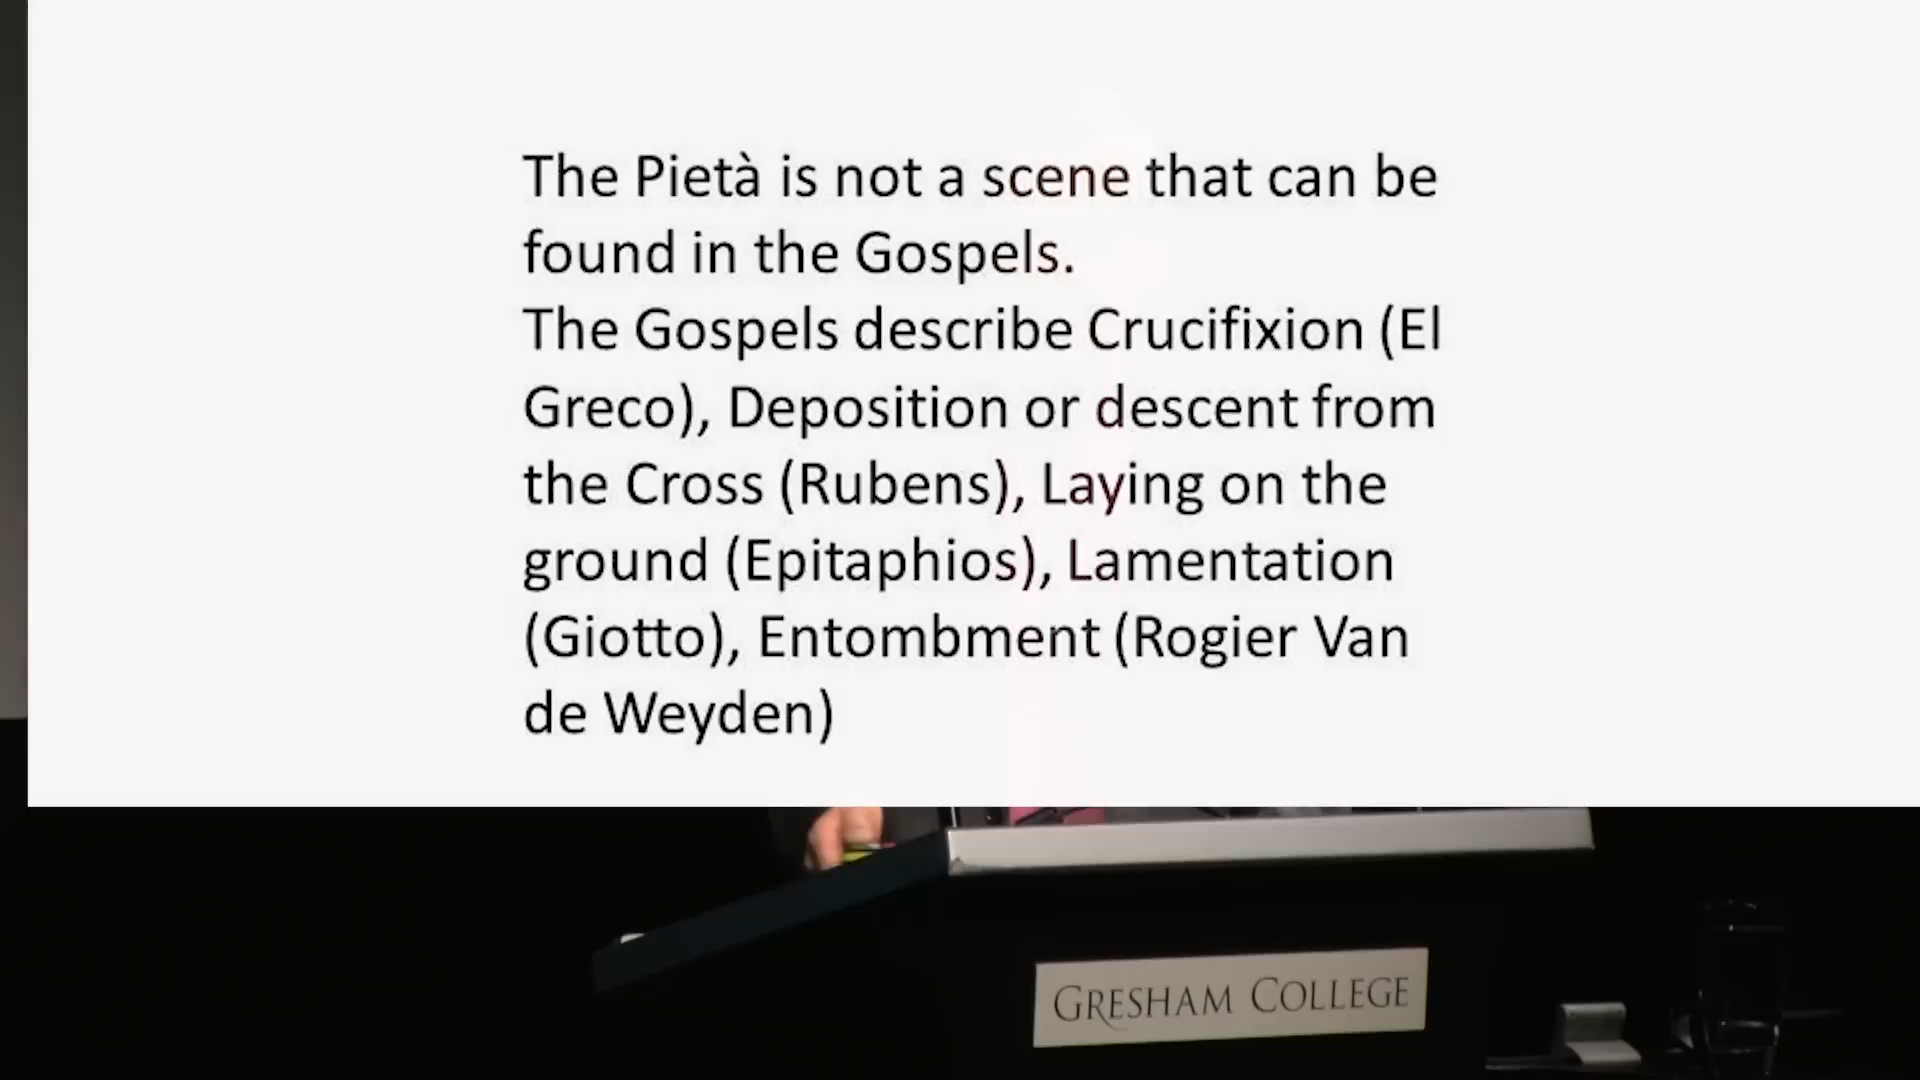 The Pietà is not a scene that can be
found in the Gospels.
The Gospels describe Crucifixion (El
Greco), Deposition or descent from
the Cross (Rubens), Laying on the
ground (Epitaphios), Lamentation
(Giotto), Entombment (Rogier Van
de Weyden)
GRESHAM COLLEGE